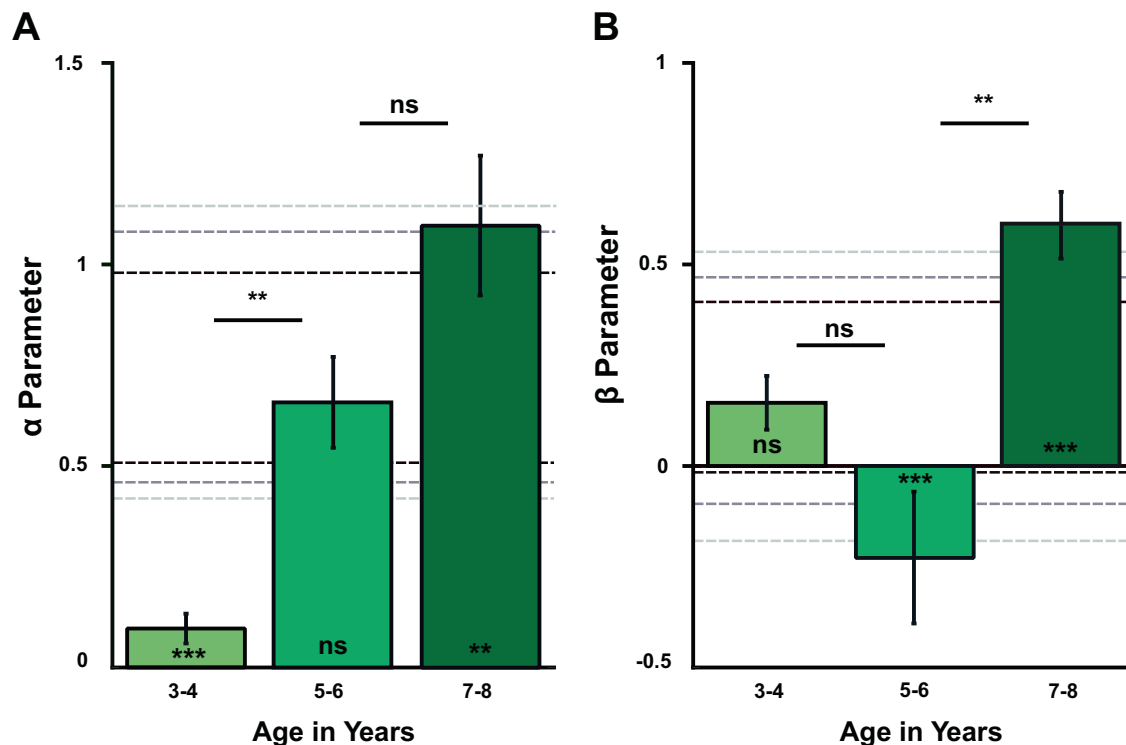 A
α Parameter
1.5
1
0.5
0
ns
**
***
ns
**
3-4
5-6
7-8
Age in Years
B
β Parameter
1
0.5
0
-0.5
**
ns
ns
***
***
3-4
5-6
7-8
Age in Years